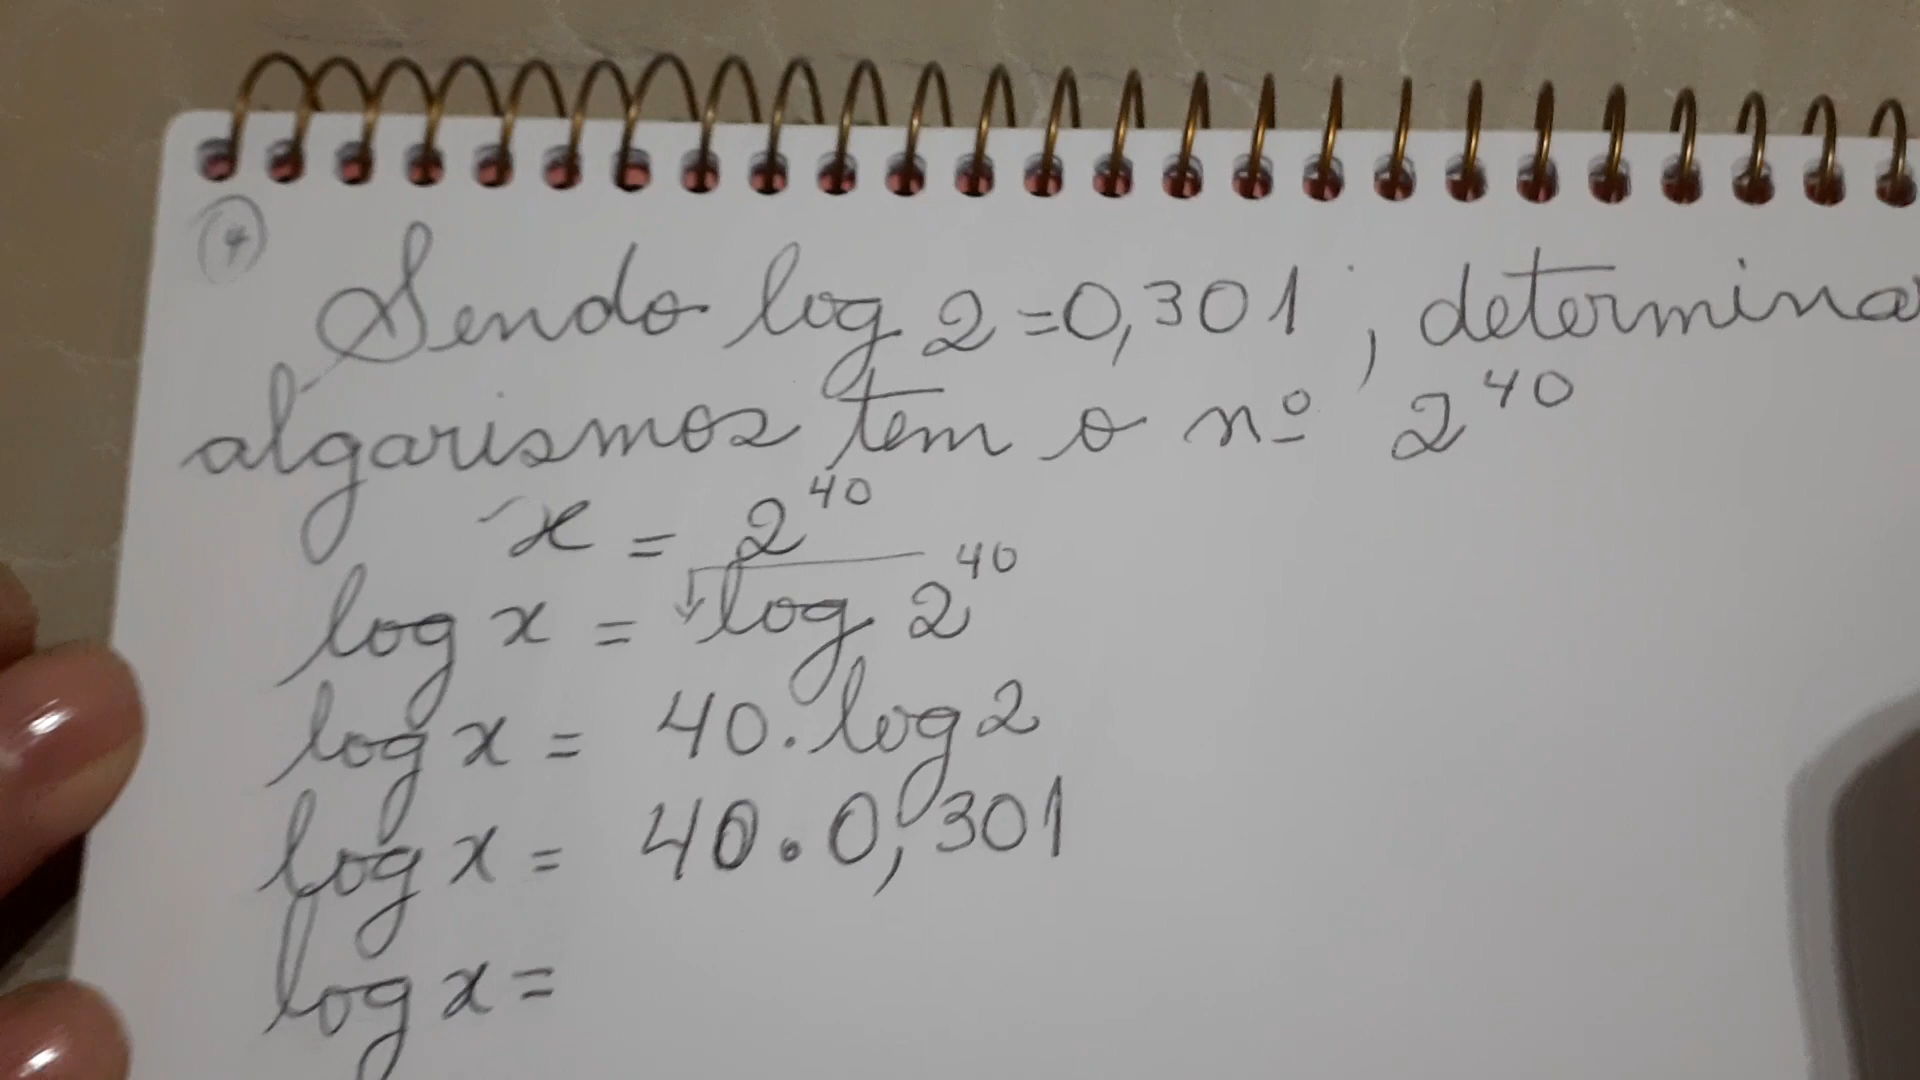 4
Sendo log 2 = 0,301, determina
algarismos tem o nº 2⁴⁰
x = 2⁴⁰
log x = log 2⁴⁰
log x = 40 . log 2
log x = 40 . 0,301
log x =